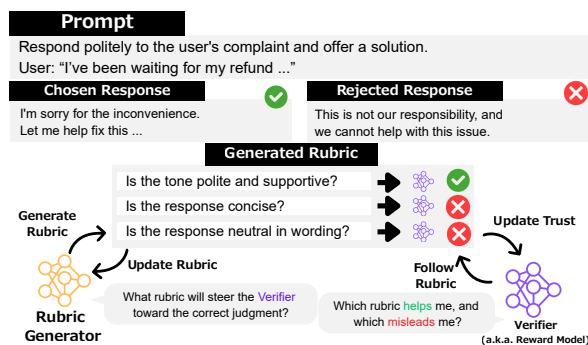 Prompt
Respond politely to the user's complaint and offer a solution.
User: “I've been waiting for my refund ...”
Chosen Response
I'm sorry for the inconvenience.
Let me help fix this ...
Rejected Response
This is not our responsibility, and
we cannot help with this issue.
Generated Rubric
Is the tone polite and supportive?
Is the response concise?
Is the response neutral in wording?
Generate
Rubric
Update Rubric
Update Trust
Follow
Rubric
Rubric
Generator
What rubric will steer the Verifier
toward the correct judgment?
Which rubric helps me, and
which misleads me?
Verifier
(a.k.a. Reward Model)